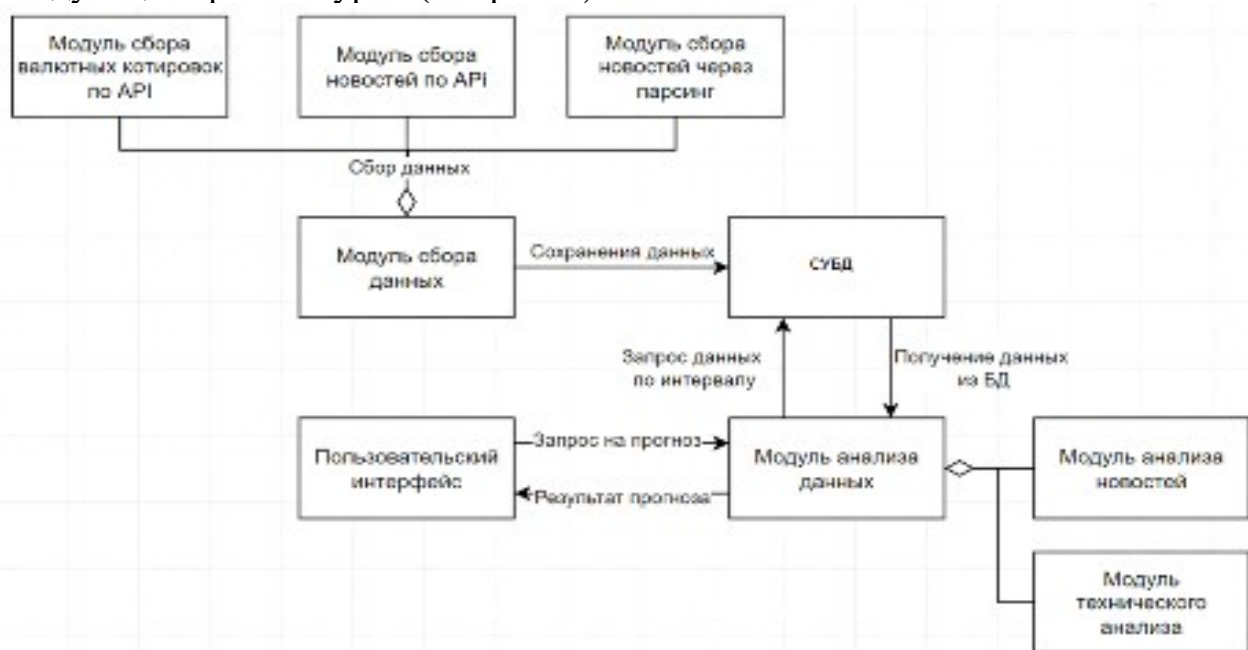 Модуль сбора
валютных котировок
по API
Модуль сбора
новостей по APi
Модуль сбора
новостей через
парсинг
Сбор данных
Модуль сбора
данных
Сохранения данных
СУБД
Запрос данных
по интервалу
Получение данных
из БД
Пользовательский
интерфейс
Запрос на прогноз
Результат прогноза
Модуль анализа
данных
Модуль анализа
новостей
Модуль
технического
анализа